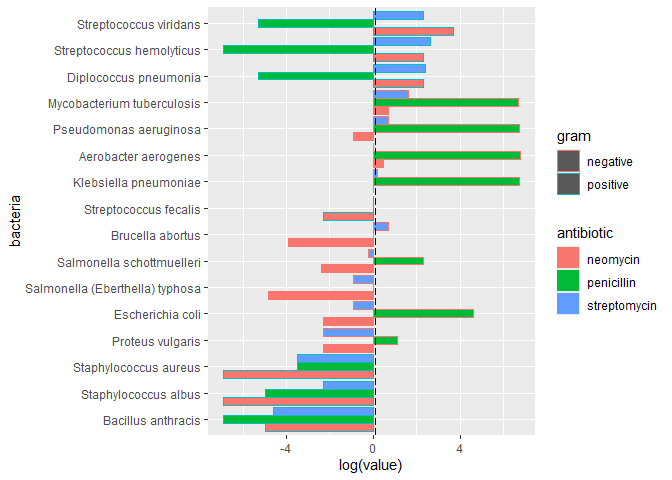 Streptococcus viridans
Streptococcus hemolyticus
Diplococcus pneumonia
Mycobacterium tuberculosis
Pseudomonas aeruginosa
Aerobacter aerogenes
Klebsiella pneumoniae
Streptococcus fecalis
Brucella abortus
Salmonella schottmuelleri
Salmonella (Eberthella) typhosa
Escherichia coli
Proteus vulgaris
Staphylococcus aureus
Staphylococcus albus
Bacillus anthracis
bacteria
-4 0 4
log(value)
gram
negative
positive
antibiotic
neomycin
penicillin
streptomycin